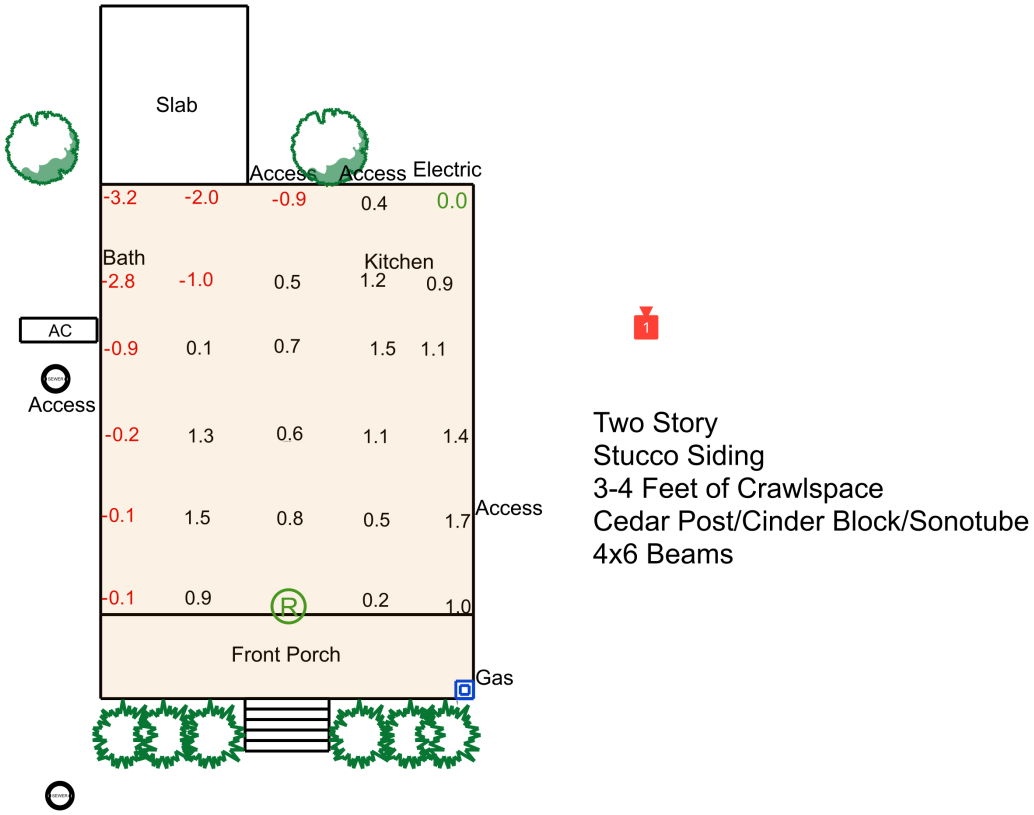 Slab
Access Access Electric
-3.2 -2.0 -0.9 0.4 0.0
Bath Kitchen
-2.8 -1.0 0.5 1.2 0.9
1
AC
-0.9 0.1 0.7 1.5 1.1
SEWER
Access
Two Story
Stucco Siding
3-4 Feet of Crawlspace
Cedar Post/Cinder Block/Sonotube
4x6 Beams
-0.2 1.3 0.6 1.1 1.4
Access
-0.1 1.5 0.8 0.5 1.7
-0.1 0.9 R 0.2 1.0
Front Porch
Gas
SEWER